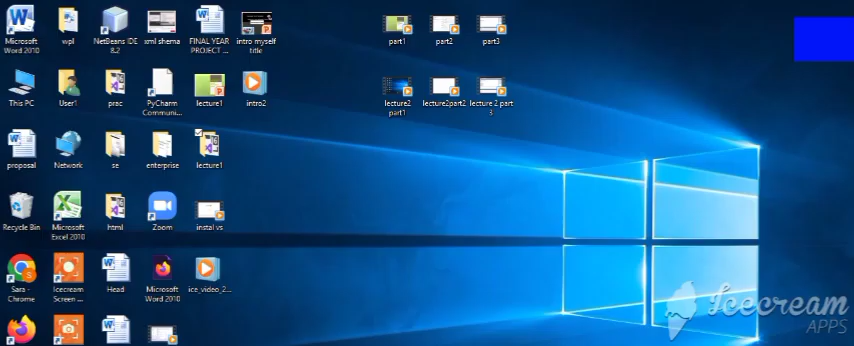 Microsoft
Word 2010
wpl
NetBeans IDE
8.2
xml shema
FINAL YEAR
PROJECT ...
intro myself
title
part1
part2
part3
This PC
User1
prac
PyCharm
Communi...
lecture1
intro2
lecture2
part1
lecture2part2
lecture 2 part
3
proposal
Network
se
enterprise
lecture1
Recycle Bin
Microsoft
Excel 2010
html
Zoom
instal vs
Sara -
Chrome
Icecream
Screen ...
Head
Microsoft
Word 2010
ice_video_2...
Icecream
APPS